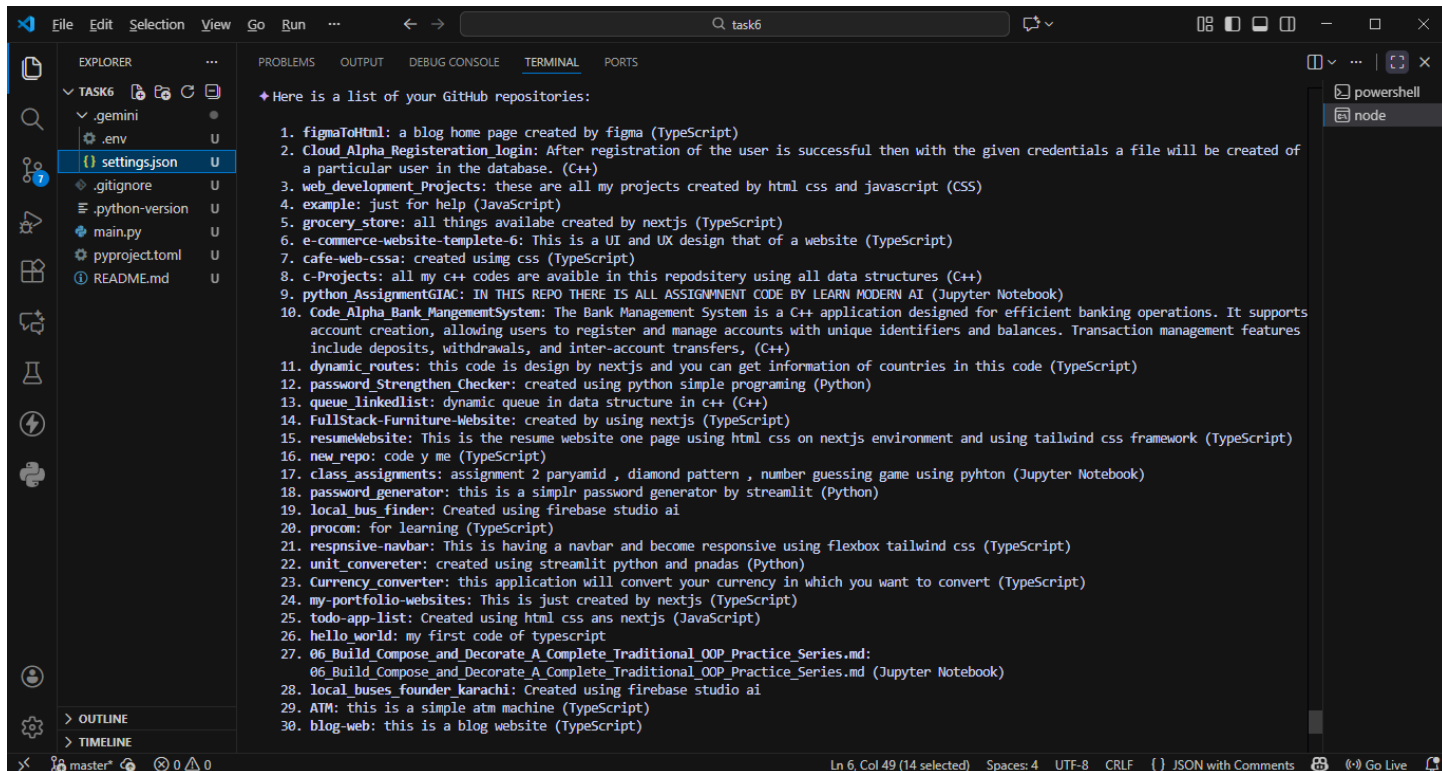 File Edit Selection View Go Run ··· ← → task6
EXPLORER ···
TASK6
.gemini
.env U
{} settings.json U
.gitignore U
.python-version U
main.py U
pyproject.toml U
README.md U
OUTLINE
TIMELINE
7
PROBLEMS OUTPUT DEBUG CONSOLE TERMINAL PORTS
powershell
node
Here is a list of your GitHub repositories:
1. figmaToHtml: a blog home page created by figma (TypeScript)
2. Cloud_Alpha_Registeration_login: After registration of the user is successful then with the given credentials a file will be created of
a particular user in the database. (C++)
3. web_development_Projects: these are all my projects created by html css and javascript (CSS)
4. example: just for help (JavaScript)
5. grocery_store: all things availabe created by nextjs (TypeScript)
6. e-commerce-website-templete-6: This is a UI and UX design that of a website (TypeScript)
7. cafe-web-cssa: created usimg css (TypeScript)
8. c-Projects: all my c++ codes are avaible in this repodsitery using all data structures (C++)
9. python_AssignmentGIAC: IN THIS REPO THERE IS ALL ASSIGNMNENT CODE BY LEARN MODERN AI (Jupyter Notebook)
10. Code_Alpha_Bank_MangememtSystem: The Bank Management System is a C++ application designed for efficient banking operations. It supports
account creation, allowing users to register and manage accounts with unique identifiers and balances. Transaction management features
include deposits, withdrawals, and inter-account transfers, (C++)
11. dynamic_routes: this code is design by nextjs and you can get information of countries in this code (TypeScript)
12. password_Strengthen_Checker: created using python simple programing (Python)
13. queue_linkedlist: dynamic queue in data structure in c++ (C++)
14. FullStack-Furniture-Website: created by using nextjs (TypeScript)
15. resumeWebsite: This is the resume website one page using html css on nextjs environment and using tailwind css framework (TypeScript)
16. new_repo: code y me (TypeScript)
17. class_assignments: assignment 2 paryamid , diamond pattern , number guessing game using pyhton (Jupyter Notebook)
18. password_generator: this is a simplr password generator by streamlit (Python)
19. local_bus_finder: Created using firebase studio ai
20. procom: for learning (TypeScript)
21. respnsive-navbar: This is having a navbar and become responsive using flexbox tailwind css (TypeScript)
22. unit_convereter: created using streamlit python and pnadas (Python)
23. Currency_converter: this application will convert your currency in which you want to convert (TypeScript)
24. my-portfolio-websites: This is just created by nextjs (TypeScript)
25. todo-app-list: Created using html css ans nextjs (JavaScript)
26. hello_world: my first code of typescript
27. 06_Build_Compose_and_Decorate_A_Complete_Traditional_OOP_Practice_Series.md:
06_Build_Compose_and_Decorate_A_Complete_Traditional_OOP_Practice_Series.md (Jupyter Notebook)
28. local_buses_founder_karachi: Created using firebase studio ai
29. ATM: this is a simple atm machine (TypeScript)
30. blog-web: this is a blog website (TypeScript)
master* 0 0 Ln 6, Col 49 (14 selected) Spaces: 4 UTF-8 CRLF {} JSON with Comments Go Live